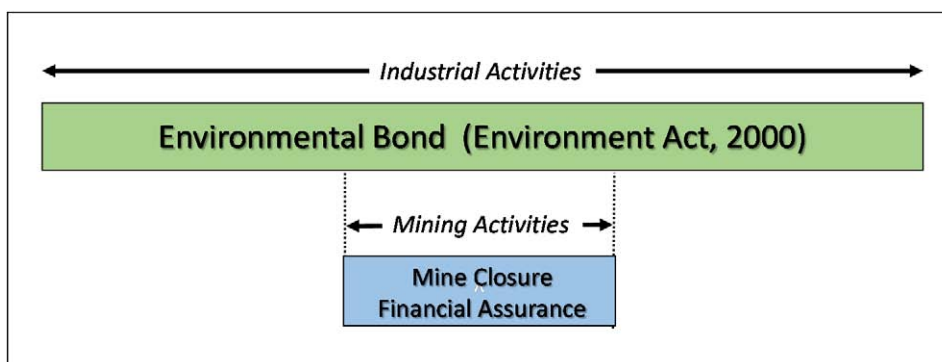 Industrial Activities
Environmental Bond (Environment Act, 2000)
Mining Activities
Mine Closure
Financial Assurance